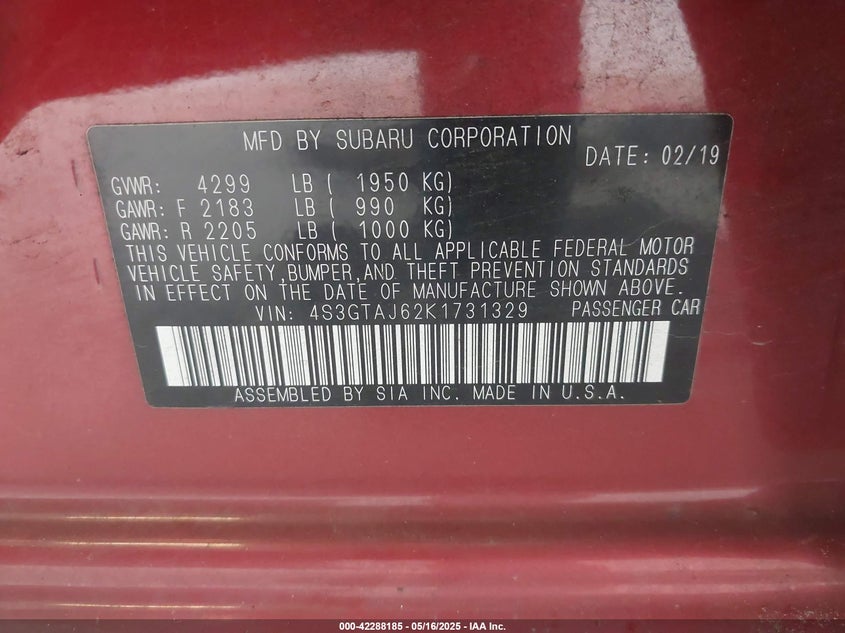 MFD BY SUBARU CORPORATION
DATE: 02/19
GVWR: 4299 LB ( 1950 KG)
GAWR: F 2183 LB ( 990 KG)
GAWR: R 2205 LB ( 1000 KG)
THIS VEHICLE CONFORMS TO ALL APPLICABLE FEDERAL MOTOR
VEHICLE SAFETY,BUMPER,AND THEFT PREVENTION STANDARDS
IN EFFECT ON THE DATE OF MANUFACTURE SHOWN ABOVE.
VIN: 4S3GTAJ62K1731329 PASSENGER CAR
ASSEMBLED BY SIA INC. MADE IN U.S.A.
000-42288185 - 05/16/2025 - IAA Inc.